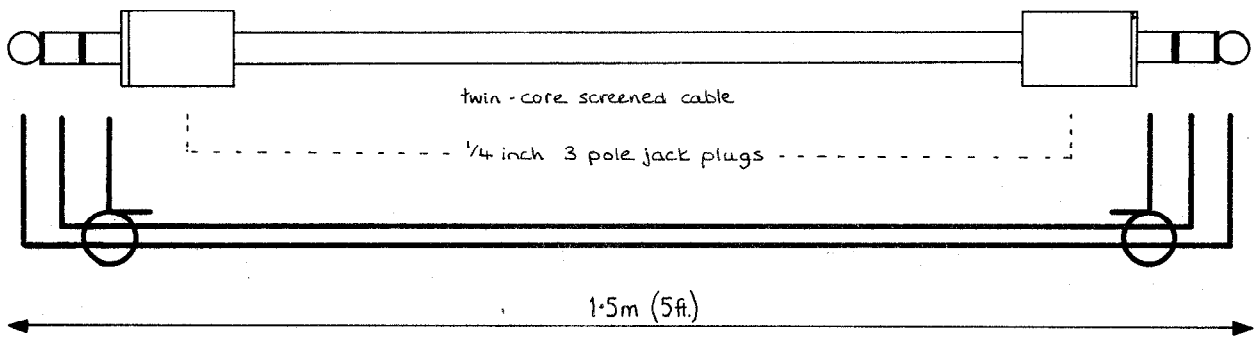 twin-core screened cable
1/4 inch 3 pole jack plugs
1.5m (5ft.)